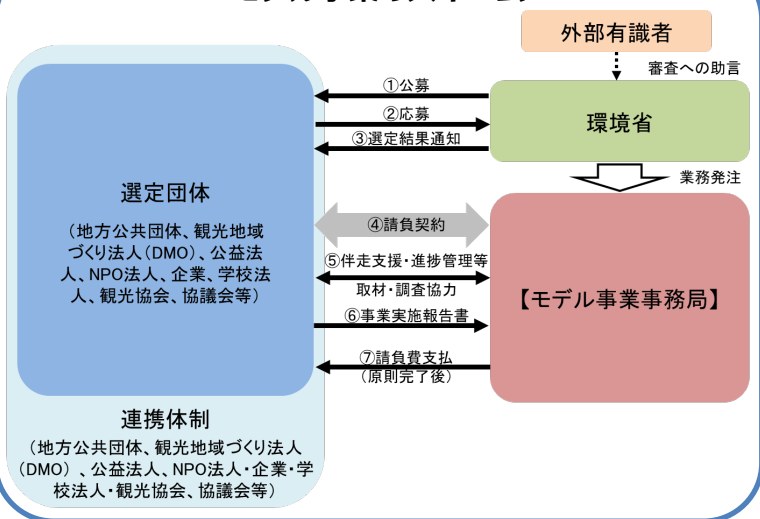 外部有識者
審査への助言
環境省
業務発注
①公募
②応募
③選定結果通知
選定団体
（地方公共団体、観光地域
づくり法人（DMO）、公益法
人、NPO法人、企業、学校法
人、観光協会、協議会等）
④請負契約
⑤伴走支援・進捗管理等
取材・調査協力
⑥事業実施報告書
⑦請負費支払
（原則完了後）
【モデル事業事務局】
連携体制
（地方公共団体、観光地域づくり法人
（DMO） 、公益法人、NPO法人・企業・学
校法人・観光協会、協議会等）